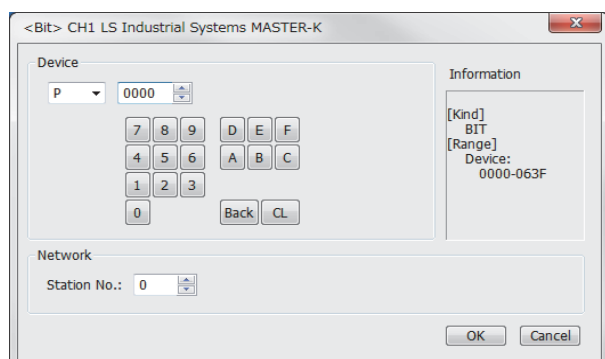 <Bit> CH1 LS Industrial Systems MASTER-K
Device
P 0000
7 8 9 D E F
4 5 6 A B C
1 2 3
0 Back CL
Information
[Kind]
BIT
[Range]
Device:
0000-063F
Network
Station No.: 0
OK Cancel